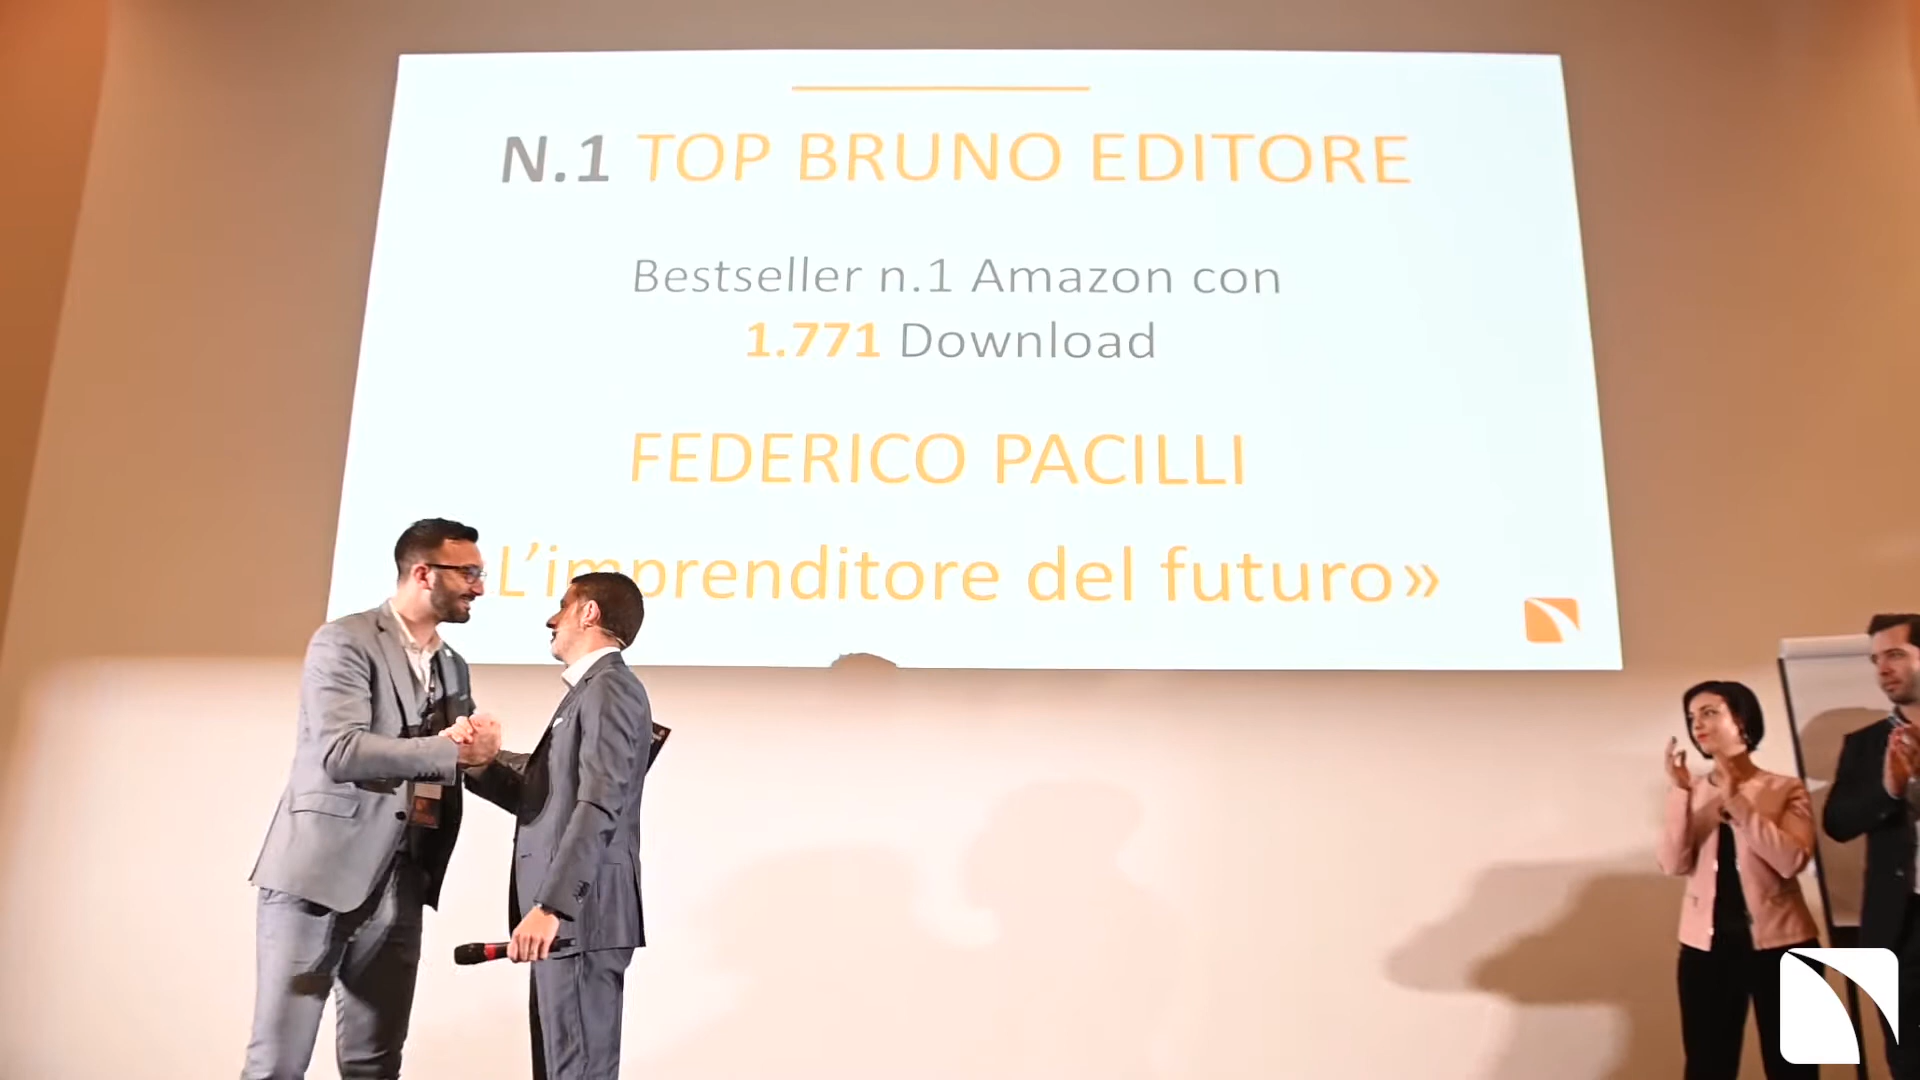 N.1 TOP BRUNO EDITORE
Bestseller n.1 Amazon con
1.771 Download
FEDERICO PACILLI
L’imprenditore del futuro»